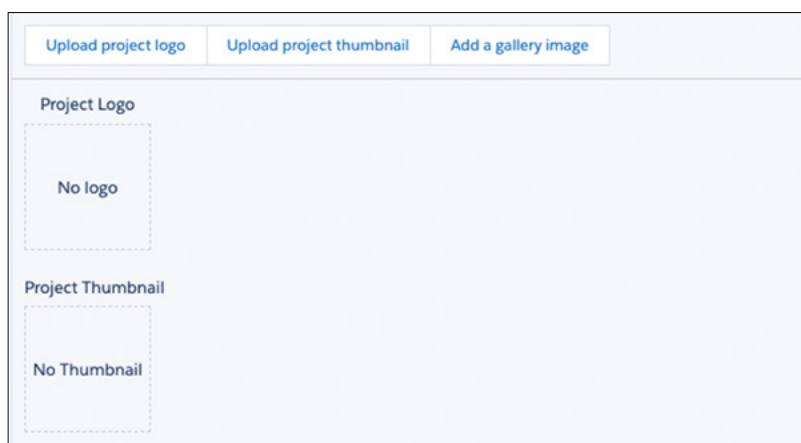 Upload project logo Upload project thumbnail Add a gallery image
Project Logo
No logo
Project Thumbnail
No Thumbnail